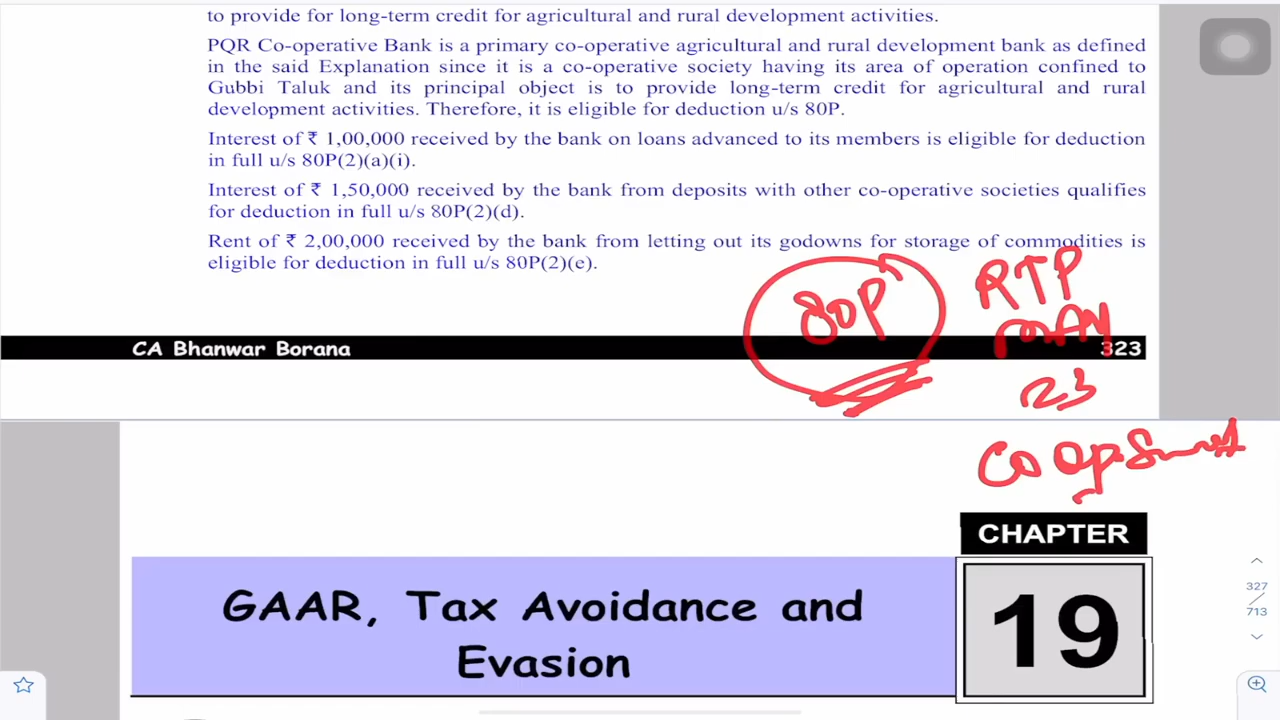 to provide for long-term credit for agricultural and rural development activities.
PQR Co-operative Bank is a primary co-operative agricultural and rural development bank as defined
in the said Explanation since it is a co-operative society having its area of operation confined to
Gubbi Taluk and its principal object is to provide long-term credit for agricultural and rural
development activities. Therefore, it is eligible for deduction u/s 80P.
Interest of ₹ 1,00,000 received by the bank on loans advanced to its members is eligible for deduction
in full u/s 80P(2)(a)(i).
Interest of ₹ 1,50,000 received by the bank from deposits with other co-operative societies qualifies
for deduction in full u/s 80P(2)(d).
Rent of ₹ 2,00,000 received by the bank from letting out its godowns for storage of commodities is
eligible for deduction in full u/s 80P(2)(e).
80P
RTP
MAY
23
CA Bhanwar Borana 323
Co Op
CHAPTER
19
GAAR, Tax Avoidance and
Evasion
327
713